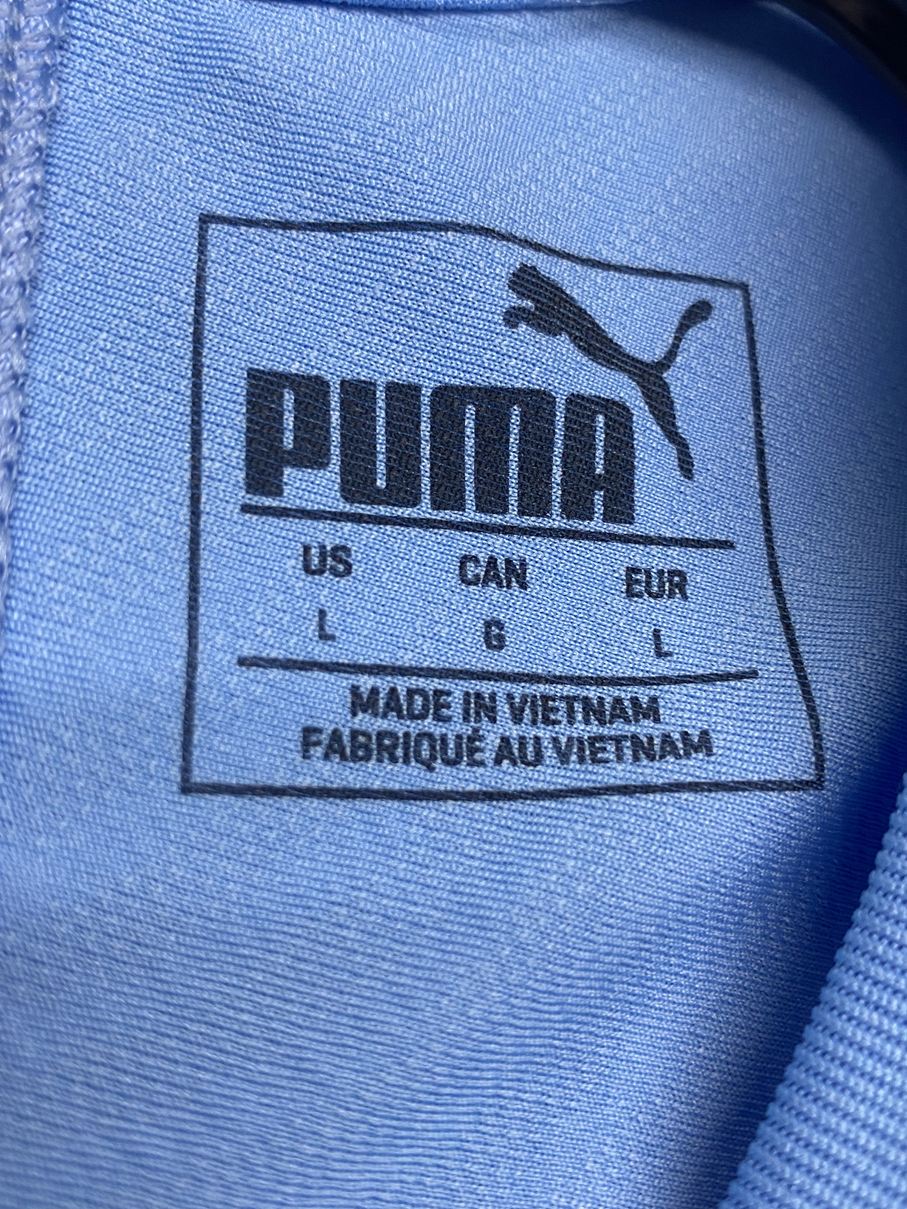 PUMA
US CAN EUR
L G L
MADE IN VIETNAM
FABRIQUÉ AU VIETNAM